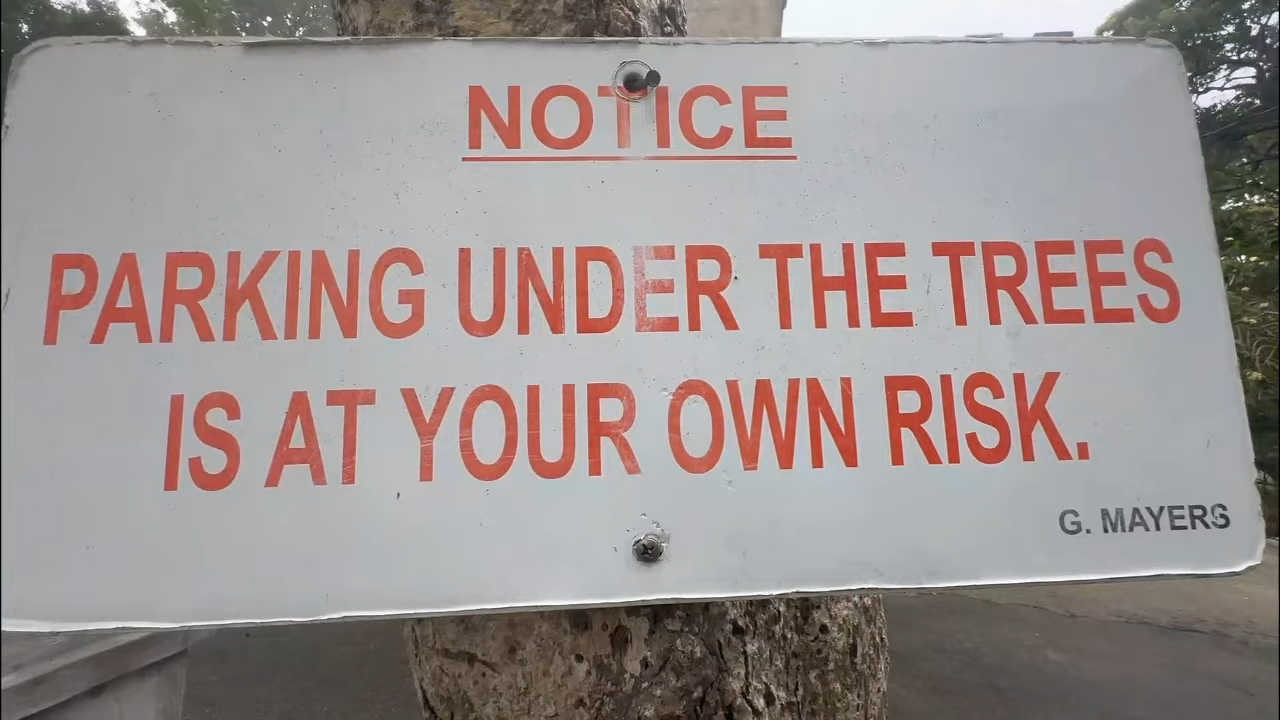 NOTICE
PARKING UNDER THE TREES
IS AT YOUR OWN RISK.
G. MAYERS